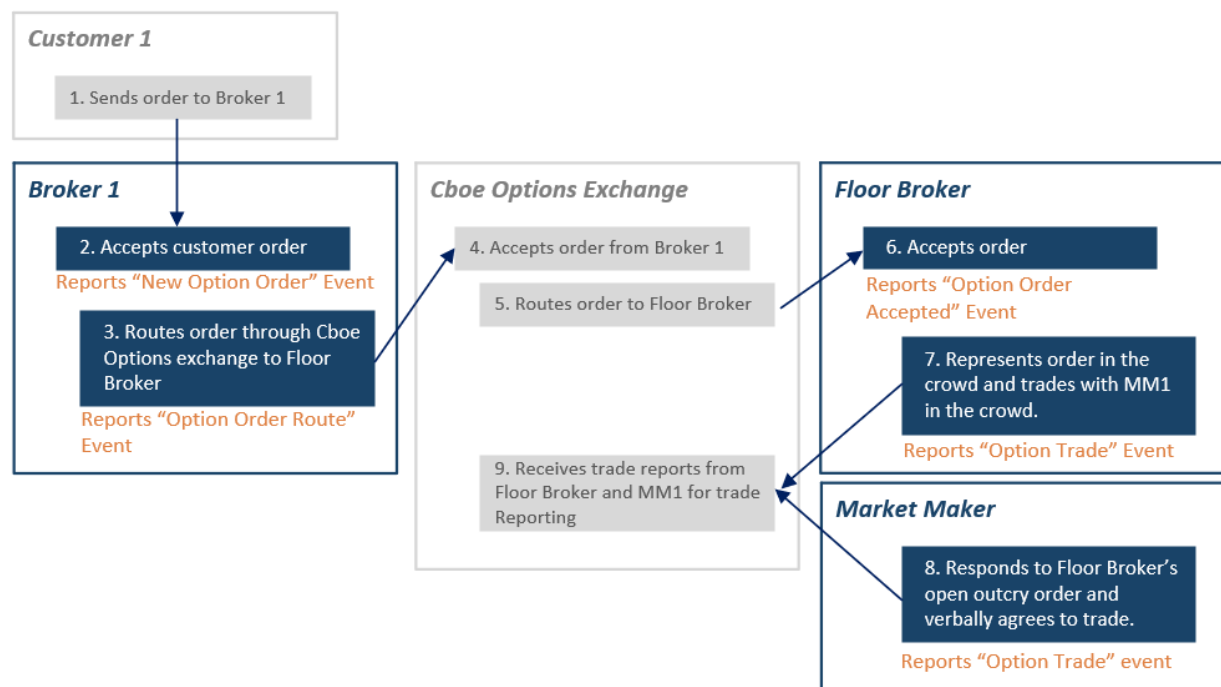 Customer 1
1. Sends order to Broker 1
Broker 1
2. Accepts customer order
Reports “New Option Order” Event
3. Routes order through Cboe
Options exchange to Floor
Broker
Reports “Option Order Route”
Event
Cboe Options Exchange
4. Accepts order from Broker 1
5. Routes order to Floor Broker
9. Receives trade reports from
Floor Broker and MM1 for trade
Reporting
Floor Broker
6. Accepts order
Reports “Option Order
Accepted” Event
7. Represents order in the
crowd and trades with MM1
in the crowd.
Reports “Option Trade” Event
Market Maker
8. Responds to Floor Broker’s
open outcry order and
verbally agrees to trade.
Reports “Option Trade” event